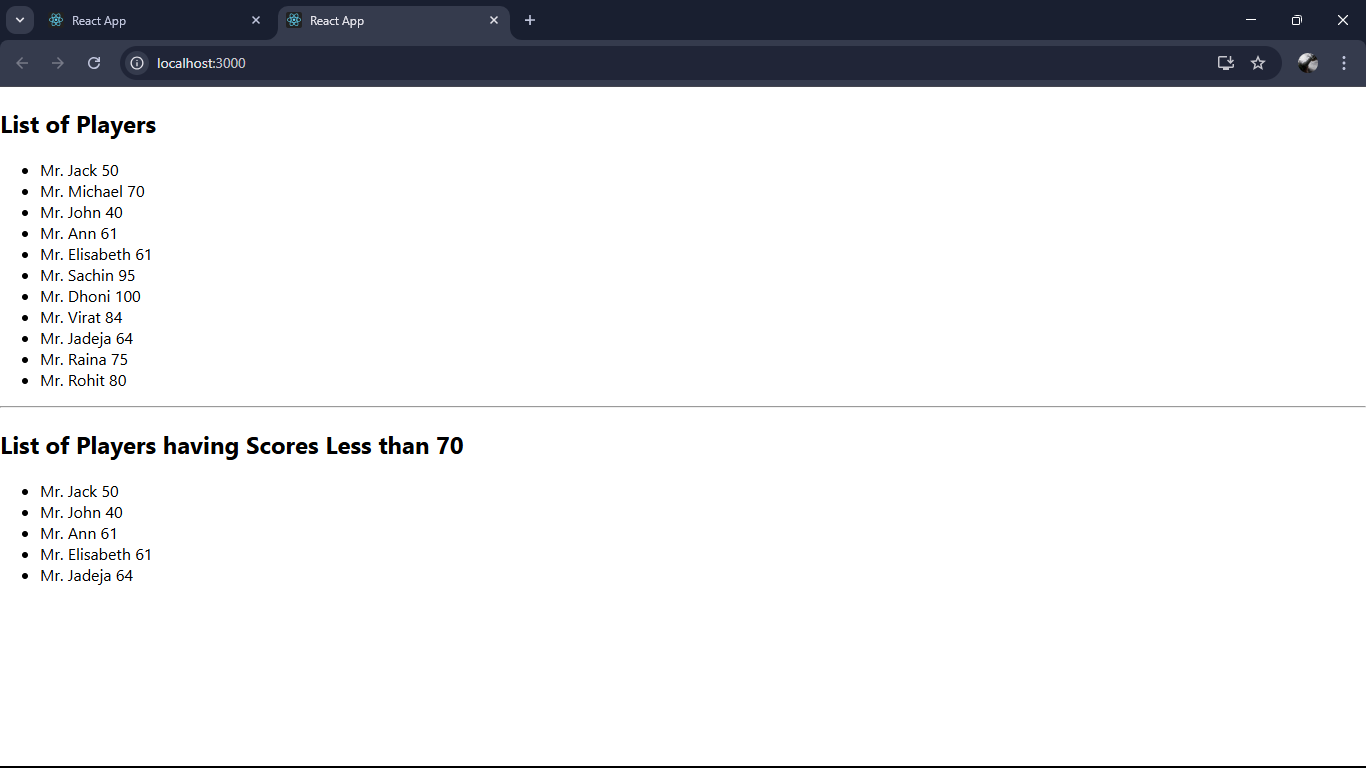 React App
React App
localhost:3000
List of Players
Mr. Jack 50
Mr. Michael 70
Mr. John 40
Mr. Ann 61
Mr. Elisabeth 61
Mr. Sachin 95
Mr. Dhoni 100
Mr. Virat 84
Mr. Jadeja 64
Mr. Raina 75
Mr. Rohit 80
List of Players having Scores Less than 70
Mr. Jack 50
Mr. John 40
Mr. Ann 61
Mr. Elisabeth 61
Mr. Jadeja 64